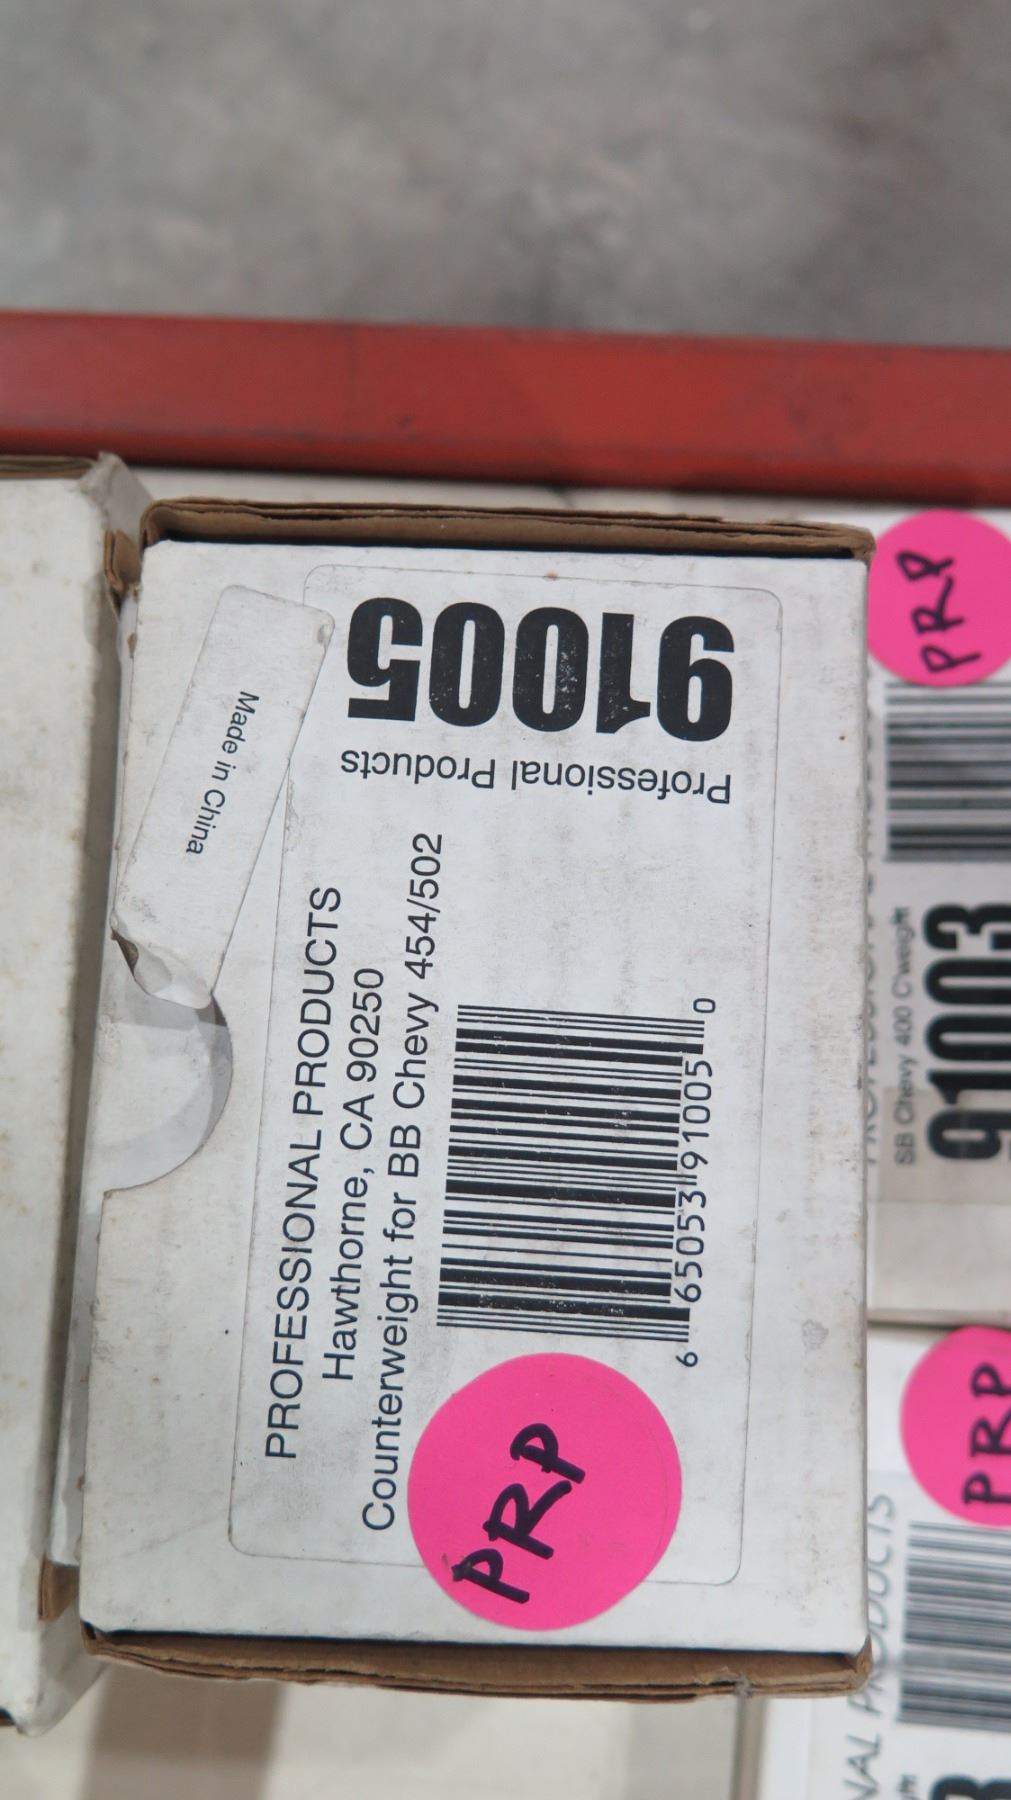 91005
Professional Products
Made in China
PROFESSIONAL PRODUCTS
Hawthorne, CA 90250
Counterweight for BB Chevy 454/502
6 65053 91005 0
PRP
PRP
SB Chevy 400 C'weight
91003
PRP